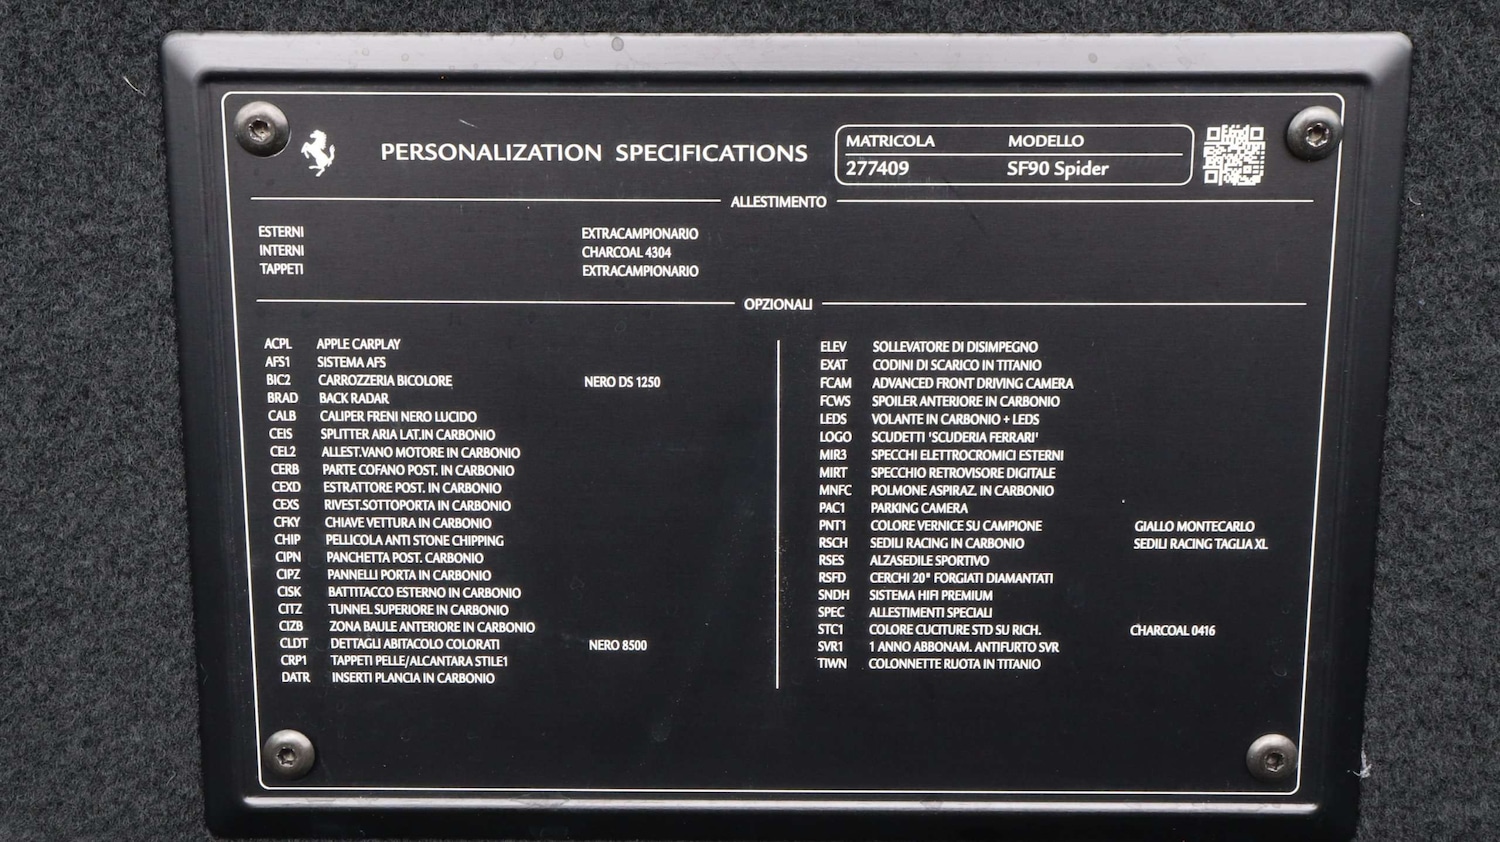 PERSONALIZATION SPECIFICATIONS
MATRICOLA MODELLO
277409 SF90 Spider
ALLESTIMENTO
ESTERNI EXTRACAMPIONARIO
INTERNI CHARCOAL 4304
TAPPETI EXTRACAMPIONARIO
OPZIONALI
ACPL APPLE CARPLAY
AFS1 SISTEMA AFS
BIC2 CARROZZERIA BICOLORE NERO DS 1250
BRAD BACK RADAR
CALB CALIPER FRENI NERO LUCIDO
CEIS SPLITTER ARIA LAT.IN CARBONIO
CEL2 ALLEST.VANO MOTORE IN CARBONIO
CERB PARTE COFANO POST. IN CARBONIO
CEXD ESTRATTORE POST. IN CARBONIO
CEXS RIVEST.SOTTOPORTA IN CARBONIO
CFKY CHIAVE VETTURA IN CARBONIO
CHIP PELLICOLA ANTI STONE CHIPPING
CIPN PANCHETTA POST. CARBONIO
CIPZ PANNELLI PORTA IN CARBONIO
CISK BATTITACCO ESTERNO IN CARBONIO
CITZ TUNNEL SUPERIORE IN CARBONIO
CIZB ZONA BAULE ANTERIORE IN CARBONIO
CLDT DETTAGLI ABITACOLO COLORATI NERO 8500
CRP1 TAPPETI PELLE/ALCANTARA STILE1
DATR INSERTI PLANCIA IN CARBONIO
ELEV SOLLEVATORE DI DISIMPEGNO
EXAT CODINI DI SCARICO IN TITANIO
FCAM ADVANCED FRONT DRIVING CAMERA
FCWS SPOILER ANTERIORE IN CARBONIO
LEDS VOLANTE IN CARBONIO + LEDS
LOGO SCUDETTI 'SCUDERIA FERRARI'
MIR3 SPECCHI ELETTROCROMICI ESTERNI
MIRT SPECCHIO RETROVISORE DIGITALE
MNFC POLMONE ASPIRAZ. IN CARBONIO
PAC1 PARKING CAMERA
PNT1 COLORE VERNICE SU CAMPIONE GIALLO MONTECARLO
RSCH SEDILI RACING IN CARBONIO SEDILI RACING TAGLIA XL
RSES ALZASEDILE SPORTIVO
RSFD CERCHI 20" FORGIATI DIAMANTATI
SNDH SISTEMA HIFI PREMIUM
SPEC ALLESTIMENTI SPECIALI
STC1 COLORE CUCITURE STD SU RICH. CHARCOAL 0416
SVR1 1 ANNO ABBONAM. ANTIFURTO SVR
TIWN COLONNETTE RUOTA IN TITANIO